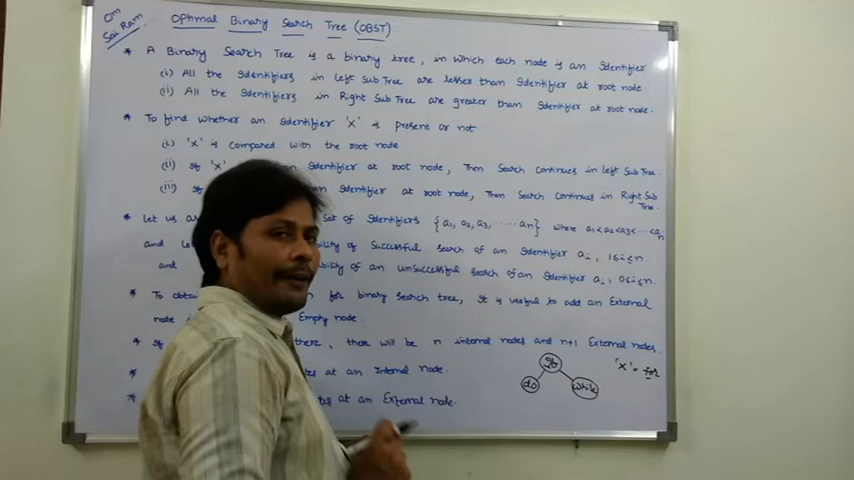 Om
Sai Ram
Optimal Binary Search Tree (OBST)
* A Binary Search Tree is a binary tree, in which each node is an Identifier
(i) All the Identifiers in Left SubTree are lesser than Identifier at root node
(ii) All the Identifiers in Right SubTree are greater than Identifier at root node.
* To find whether an Identifier 'X' is present or not
(i) 'X' is compared with the root node
(ii) If 'X' Identifier at root node, Then Search continues in left Sub Tree.
(iii) If Identifier at root node, Then Search continues in Right Sub Tree.
* Let us set of Identifiers {a1, a2, a3, ..... an} where a1<a2<a3<...<an
and of Successful search of an Identifier ai, 1≤i≤n.
and of an unsuccessful search of an Identifier ai, 0≤i≤n.
* To obtain for binary search tree, it is useful to add an External
node Empty node.
* If there, there will be n internal nodes and n+1 External nodes.
* at an Internal node.
* at an External node.
if
do
while
'X' = for